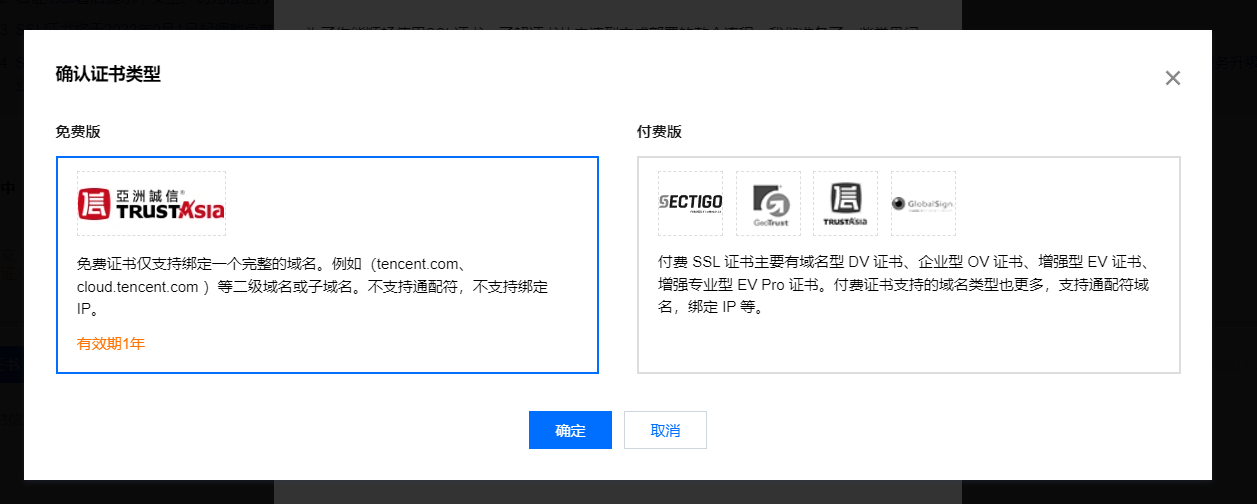 确认证书类型
免费版
亞洲誠信®
TRUSTAsia
免费证书仅支持绑定一个完整的域名。例如（tencent.com、
cloud.tencent.com ）等二级域名或子域名。不支持通配符，不支持绑定
IP。
有效期1年
付费版
SECTIGO
GeoTrust
TRUSTAsia
GlobalSign
付费 SSL 证书主要有域名型 DV 证书、企业型 OV 证书、增强型 EV 证书、
增强专业型 EV Pro 证书。付费证书支持的域名类型也更多，支持通配符域
名，绑定 IP 等。
确定
取消